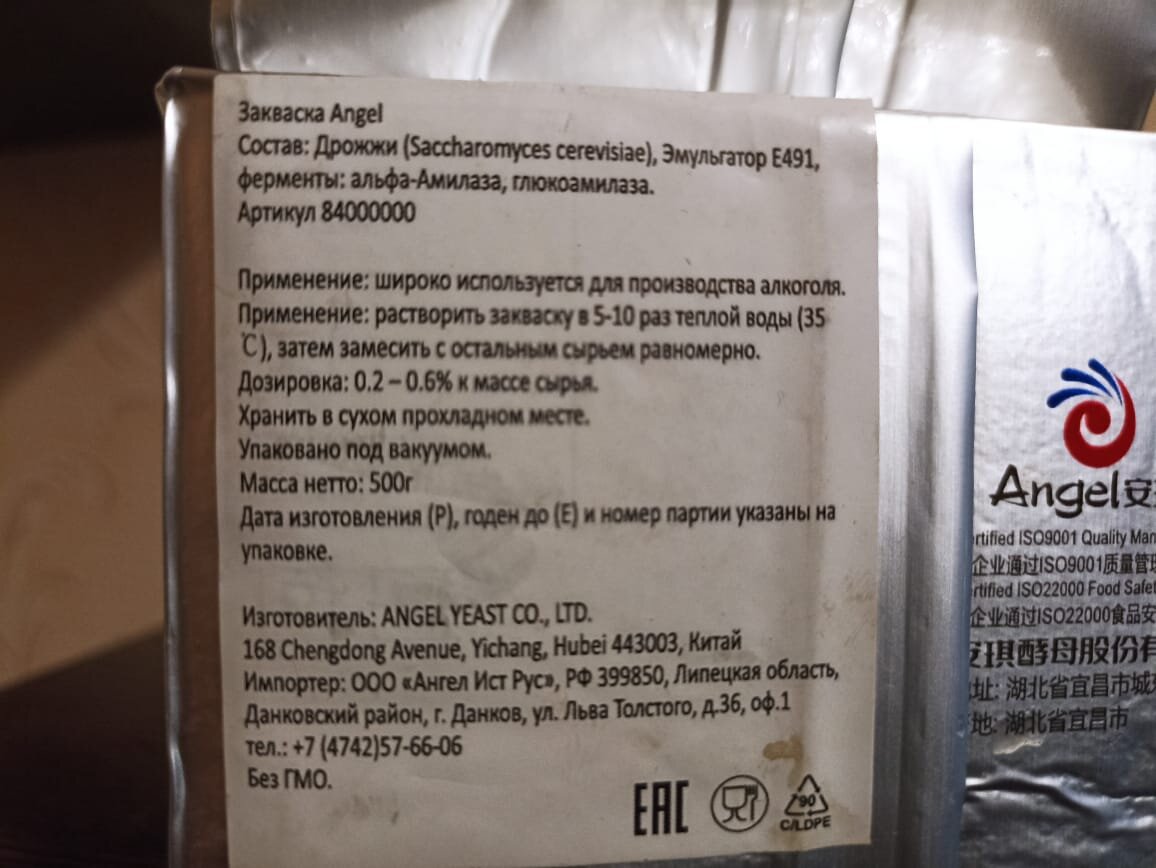 Закваска Angel
Состав: Дрожжи (Saccharomyces cerevisiae), Эмульгатор E491,
ферменты: альфа-Амилаза, глюкоамилаза.
Артикул 84000000
Применение: широко используется для производства алкоголя.
Применение: растворить закваску в 5-10 раз теплой воды (35
℃), затем замесить с остальным сырьем равномерно.
Дозировка: 0.2 – 0.6% к массе сырья.
Хранить в сухом прохладном месте.
Упаковано под вакуумом.
Масса нетто: 500г
Дата изготовления (P), годен до (E) и номер партии указаны на
упаковке.
Изготовитель: ANGEL YEAST CO., LTD.
168 Chengdong Avenue, Yichang, Hubei 443003, Китай
Импортер: ООО «Ангел Ист Рус», РФ 399850, Липецкая область,
Данковский район, г. Данков, ул. Льва Толстого, д.36, оф.1
тел.: +7 (4742)57-66-06
Без ГМО.
EAC
90
C/LDPE
Angel安
rtified ISO9001 Quality Man
企业通过ISO9001质量管
rtified ISO22000 Food Safet
企业通过ISO22000食品安
琪酵母股份有
址: 湖北省宜昌市城
地: 湖北省宜昌市